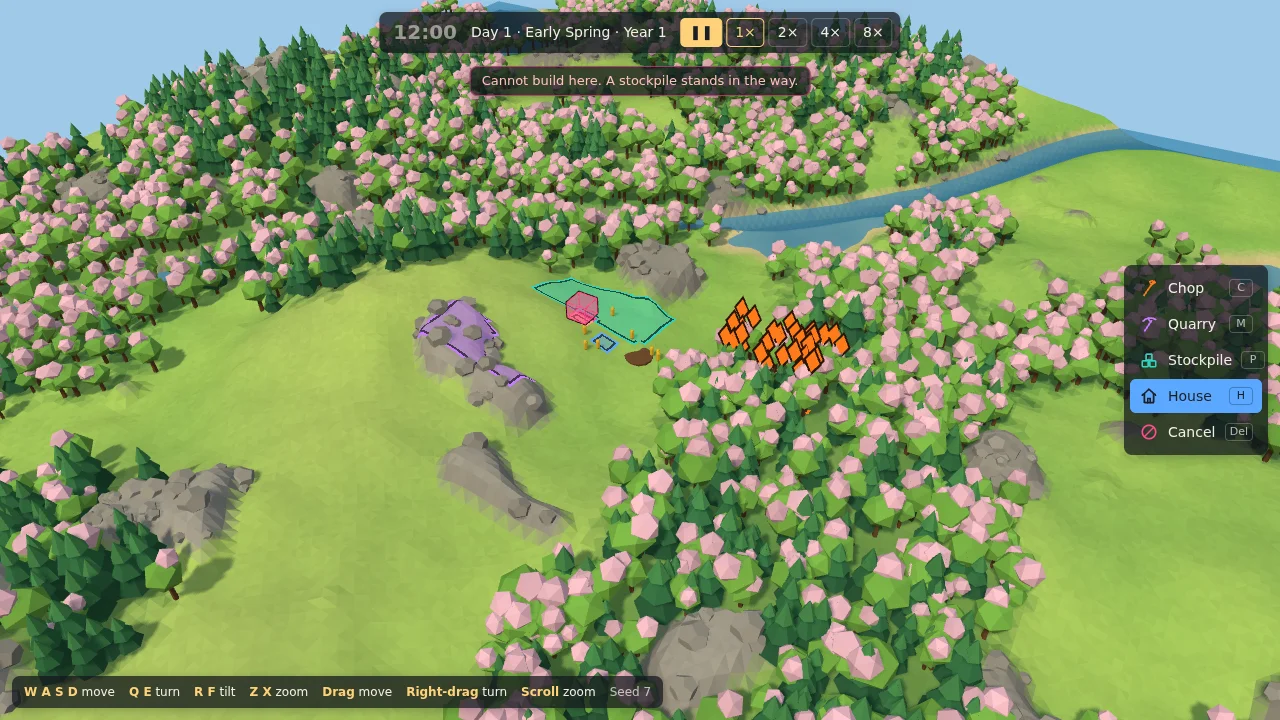 12:00 Day 1 · Early Spring · Year 1 1× 2× 4× 8×
Cannot build here. A stockpile stands in the way.
Chop C
Quarry M
Stockpile P
House H
Cancel Del
W A S D move Q E turn R F tilt Z X zoom Drag move Right-drag turn Scroll zoom Seed 7